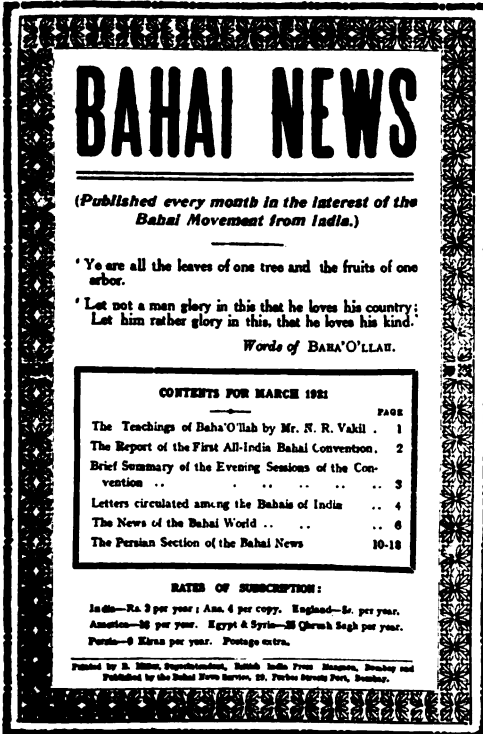 BAHAI NEWS
(Published every month in the interest of the
Bahai Movement from India.)
' Ye are all the leaves of one tree and the fruits of one
arbor.
' Let not a man glory in this that he loves his country;
Let him rather glory in this, that he loves his kind.'
Words of BAHA'O'LLAH.
CONTENTS FOR MARCH 1921
PAGE
The Teachings of Baha'O'llah by Mr. N. R. Vakil . 1
The Report of the First All-India Bahai Convention. 2
Brief Summary of the Evening Sessions of the Con-
vention .. . .. .. .. .. 3
Letters circulated among the Bahais of India .. 4
The News of the Bahai World .. .. .. 6
The Persian Section of the Bahai News 10-18
RATES OF SUBSCRIPTION:
India—Rs. 3 per year; Ans. 4 per copy. England— per year.
America— per year. Egypt & Syria— Ghrush Sagh per year.
Persia— Kiran per year. Postage extra.
Printed by Miller, Superintendent, British India Press Mazgaon, Bombay and
Published by the Bahai News Service, Forbes Street, Fort, Bombay.